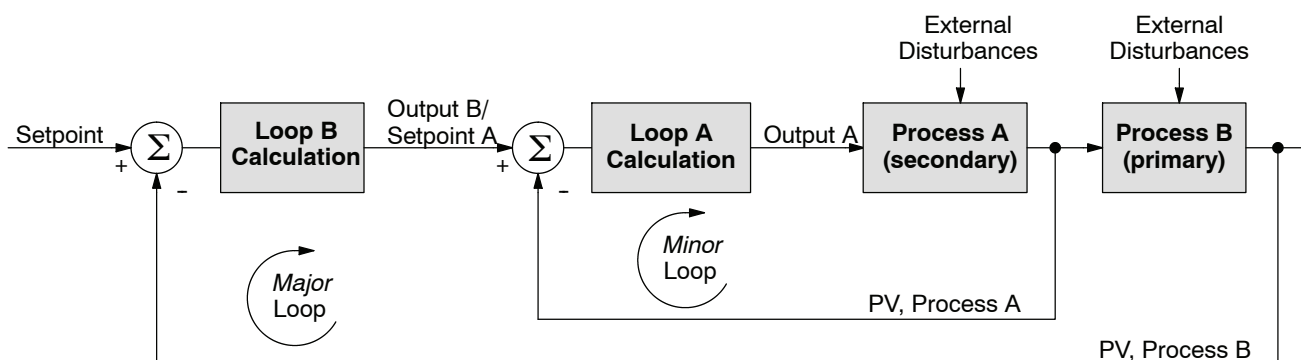 External
Disturbances
External
Disturbances
Setpoint
+
Σ
-
Loop B
Calculation
Output B/
Setpoint A
+
Σ
-
Loop A
Calculation
Output A
Process A
(secondary)
Process B
(primary)
Major
Loop
Minor
Loop
PV, Process A
PV, Process B